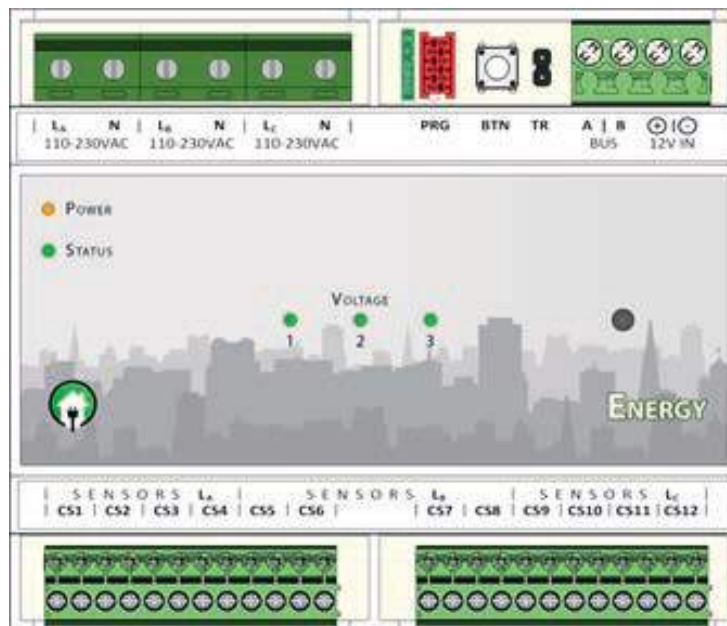 | LA N | LB N | LC N |
110-230VAC 110-230VAC 110-230VAC
PRG BTN TR A | B + | -
BUS 12V IN
POWER
STATUS
VOLTAGE
1 2 3
ENERGY
| SENSORS LA | SENSORS LB | SENSORS LC |
| CS1 | CS2 | CS3 | CS4 | CS5 | CS6 | CS7 | CS8 | CS9 | CS10 | CS11 | CS12 |